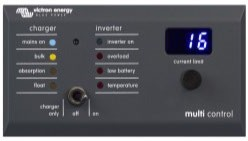 victron energy
BLUE POWER
charger
inverter
mains on
inverter on
bulk
overload
absorption
low battery
float
temperature
16
current limit
charger only
off
on
multi control